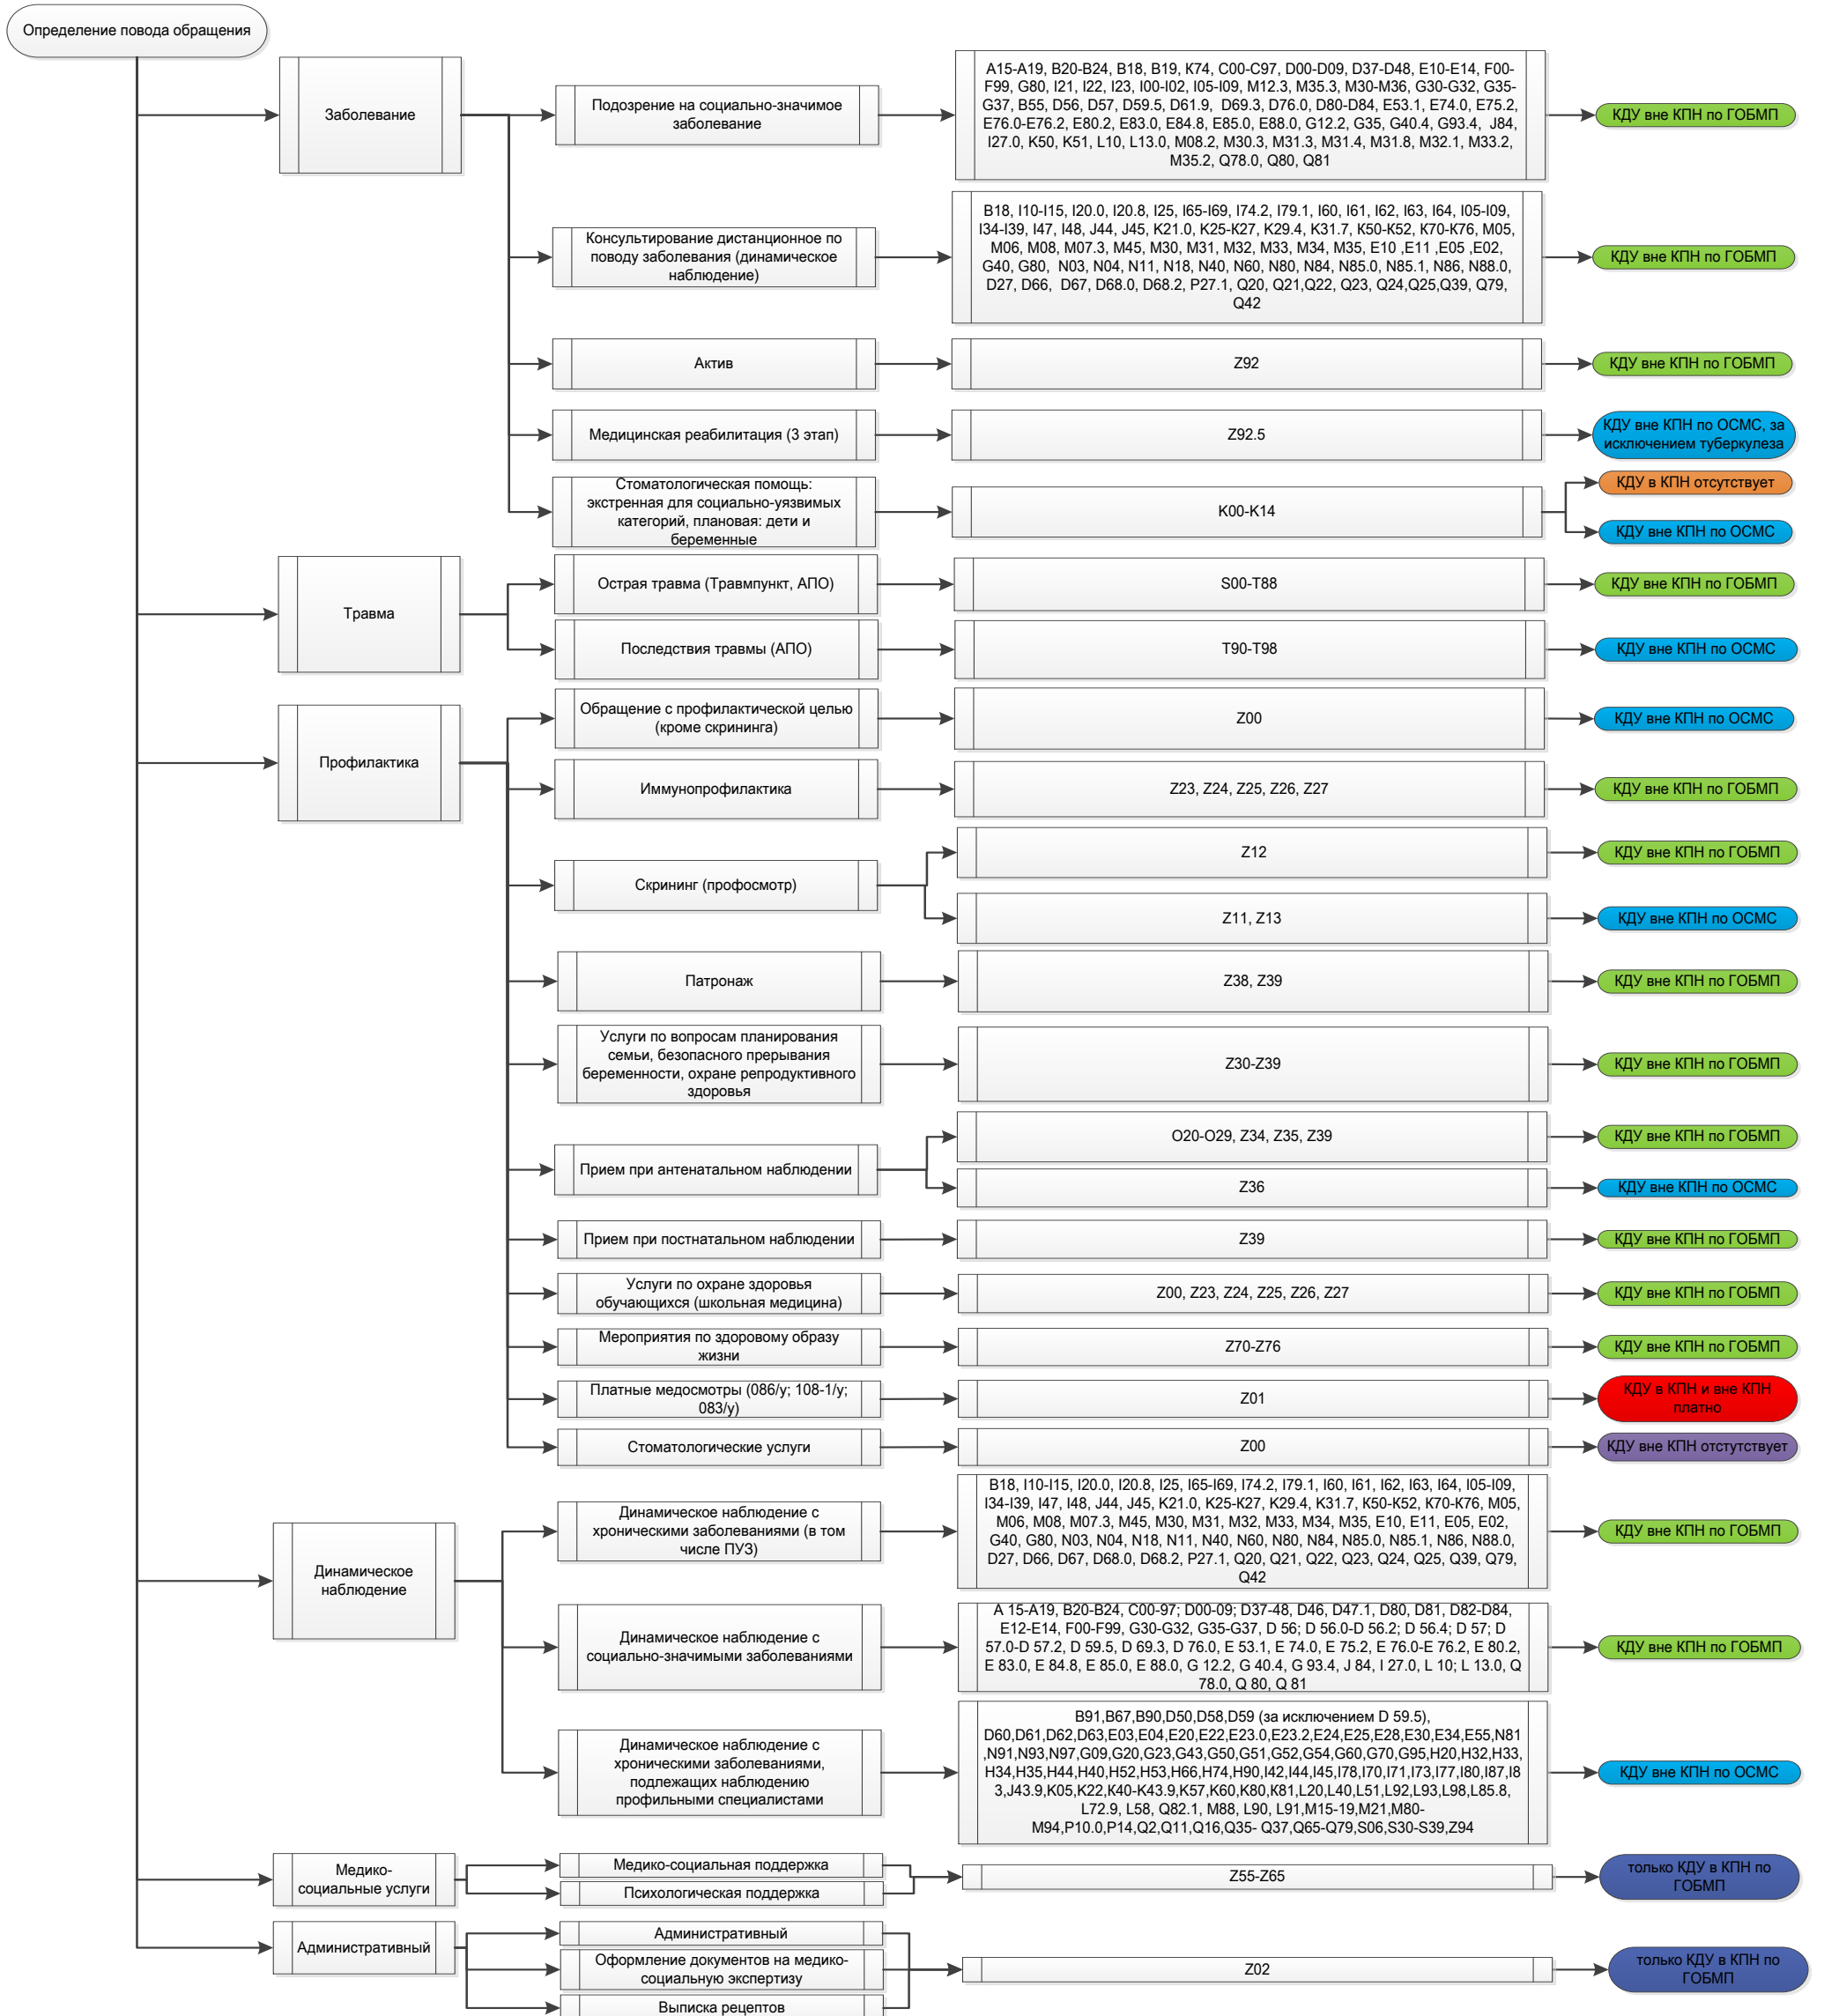 Определение повода обращения
Заболевание
Подозрение на социально-значимое
заболевание
A15-A19, B20-B24, B18, B19, К74, C00-C97, D00-D09, D37-D48, E10-E14, F00-
F99, G80, I21, I22, I23, I00-I02, I05-I09, M12.3, M35.3, M30-M36, G30-G32, G35-
G37, B55, D56, D57, D59.5, D61.9, D69.3, D76.0, D80-D84, E53.1, E74.0, E75.2,
E76.0-E76.2, E80.2, E83.0, E84.8, E85.0, E88.0, G12.2, G35, G40.4, G93.4, J84,
I27.0, K50, K51, L10, L13.0, M08.2, M30.3, M31.3, M31.4, M31.8, M32.1, M33.2,
M35.2, Q78.0, Q80, Q81
КДУ вне КПН по ГОБМП
Консультирование дистанционное по
поводу заболевания (динамическое
наблюдение)
B18, I10-I15, I20.0, I20.8, I25, I65-I69, I74.2, I79.1, I60, I61, I62, I63, I64, I05-I09,
I34-I39, I47, I48, J44, J45, K21.0, K25-K27, K29.4, K31.7, K50-K52, K70-K76, M05,
M06, M08, M07.3, M45, M30, M31, M32, M33, M34, M35, E10 ,E11 ,E05 ,E02,
G40, G80, N03, N04, N11, N18, N40, N60, N80, N84, N85.0, N85.1, N86, N88.0,
D27, D66, D67, D68.0, D68.2, P27.1, Q20, Q21,Q22, Q23, Q24,Q25,Q39, Q79,
Q42
КДУ вне КПН по ГОБМП
Актив
Z92
КДУ вне КПН по ГОБМП
Медицинская реабилитация (3 этап)
Z92.5
КДУ вне КПН по ОСМС, за
исключением туберкулеза
Стоматологическая помощь:
экстренная для социально-уязвимых
категорий, плановая: дети и
беременные
K00-K14
КДУ в КПН отсутствует
КДУ вне КПН по ОСМС
Травма
Острая травма (Травмпункт, АПО)
S00-T88
КДУ вне КПН по ГОБМП
Последствия травмы (АПО)
T90-T98
КДУ вне КПН по ОСМС
Профилактика
Обращение с профилактической целью
(кроме скрининга)
Z00
КДУ вне КПН по ОСМС
Иммунопрофилактика
Z23, Z24, Z25, Z26, Z27
КДУ вне КПН по ГОБМП
Скрининг (профосмотр)
Z12
КДУ вне КПН по ГОБМП
Z11, Z13
КДУ вне КПН по ОСМС
Патронаж
Z38, Z39
КДУ вне КПН по ГОБМП
Услуги по вопросам планирования
семьи, безопасного прерывания
беременности, охране репродуктивного
здоровья
Z30-Z39
КДУ вне КПН по ГОБМП
Прием при антенатальном наблюдении
O20-O29, Z34, Z35, Z39
КДУ вне КПН по ГОБМП
Z36
КДУ вне КПН по ОСМС
Прием при постнатальном наблюдении
Z39
КДУ вне КПН по ГОБМП
Услуги по охране здоровья
обучающихся (школьная медицина)
Z00, Z23, Z24, Z25, Z26, Z27
КДУ вне КПН по ГОБМП
Мероприятия по здоровому образу
жизни
Z70-Z76
КДУ вне КПН по ГОБМП
Платные медосмотры (086/у; 108-1/у;
083/у)
Z01
КДУ в КПН и вне КПН
платно
Стоматологические услуги
Z00
КДУ вне КПН отстутствует
Динамическое
наблюдение
Динамическое наблюдение с
хроническими заболеваниями (в том
числе ПУЗ)
B18, I10-I15, I20.0, I20.8, I25, I65-I69, I74.2, I79.1, I60, I61, I62, I63, I64, I05-I09,
I34-I39, I47, I48, J44, J45, K21.0, K25-K27, K29.4, K31.7, K50-K52, K70-K76, M05,
M06, M08, M07.3, M45, M30, M31, M32, M33, M34, M35, E10, E11, E05, E02,
G40, G80, N03, N04, N18, N11, N40, N60, N80, N84, N85.0, N85.1, N86, N88.0,
D27, D66, D67, D68.0, D68.2, P27.1, Q20, Q21, Q22, Q23, Q24, Q25, Q39, Q79,
Q42
КДУ вне КПН по ГОБМП
Динамическое наблюдение с
социально-значимыми заболеваниями
A 15-A19, B20-B24, C00-97; D00-09; D37-48, D46, D47.1, D80, D81, D82-D84,
E12-E14, F00-F99, G30-G32, G35-G37, D 56; D 56.0-D 56.2; D 56.4; D 57; D
57.0-D 57.2, D 59.5, D 69.3, D 76.0, E 53.1, E 74.0, E 75.2, E 76.0-E 76.2, E 80.2,
E 83.0, E 84.8, E 85.0, E 88.0, G 12.2, G 40.4, G 93.4, J 84, I 27.0, L 10; L 13.0, Q
78.0, Q 80, Q 81
КДУ вне КПН по ГОБМП
Динамическое наблюдение с
хроническими заболеваниями,
подлежащих наблюдению
профильными специалистами
B91,B67,B90,D50,D58,D59 (за исключением D 59.5),
D60,D61,D62,D63,E03,E04,E20,E22,E23.0,E23.2,E24,E25,E28,E30,E34,E55,N81
,N91,N93,N97,G09,G20,G23,G43,G50,G51,G52,G54,G60,G70,G95,H20,H32,H33,
H34,H35,H44,H40,H52,H53,H66,H74,H90,I42,I44,I45,I78,I70,I71,I73,I77,I80,I87,I8
3,J43.9,K05,K22,K40-K43.9,K57,K60,K80,K81,L20,L40,L51,L92,L93,L98,L85.8,
L72.9, L58, Q82.1, M88, L90, L91,M15-19,M21,M80-
M94,P10.0,P14,Q2,Q11,Q16,Q35- Q37,Q65-Q79,S06,S30-S39,Z94
КДУ вне КПН по ОСМС
Медико-
социальные услуги
Медико-социальная поддержка
Психологическая поддержка
Z55-Z65
только КДУ в КПН по
ГОБМП
Административный
Административный
Оформление документов на медико-
социальную экспертизу
Выписка рецептов
Z02
только КДУ в КПН по
ГОБМП